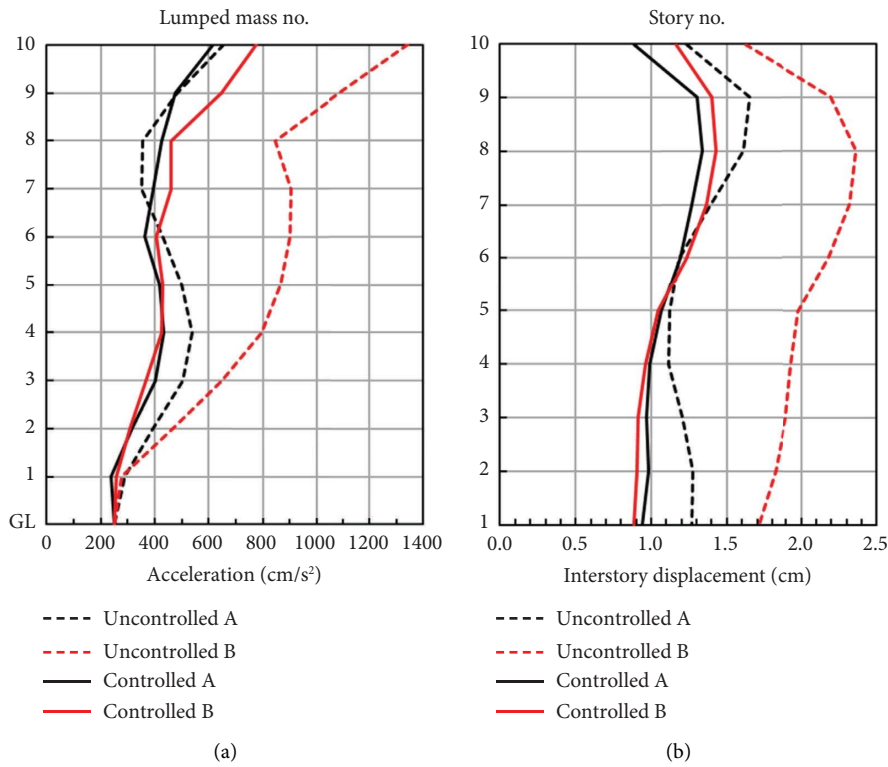 Lumped mass no.
10
9
8
7
6
5
4
3
2
1
GL
0 200 400 600 800 1000 1200 1400
Acceleration (cm/s²)
Uncontrolled A
Uncontrolled B
Controlled A
Controlled B
(a)
Story no.
10
9
8
7
6
5
4
3
2
1
0.0 0.5 1.0 1.5 2.0 2.5
Interstory displacement (cm)
Uncontrolled A
Uncontrolled B
Controlled A
Controlled B
(b)